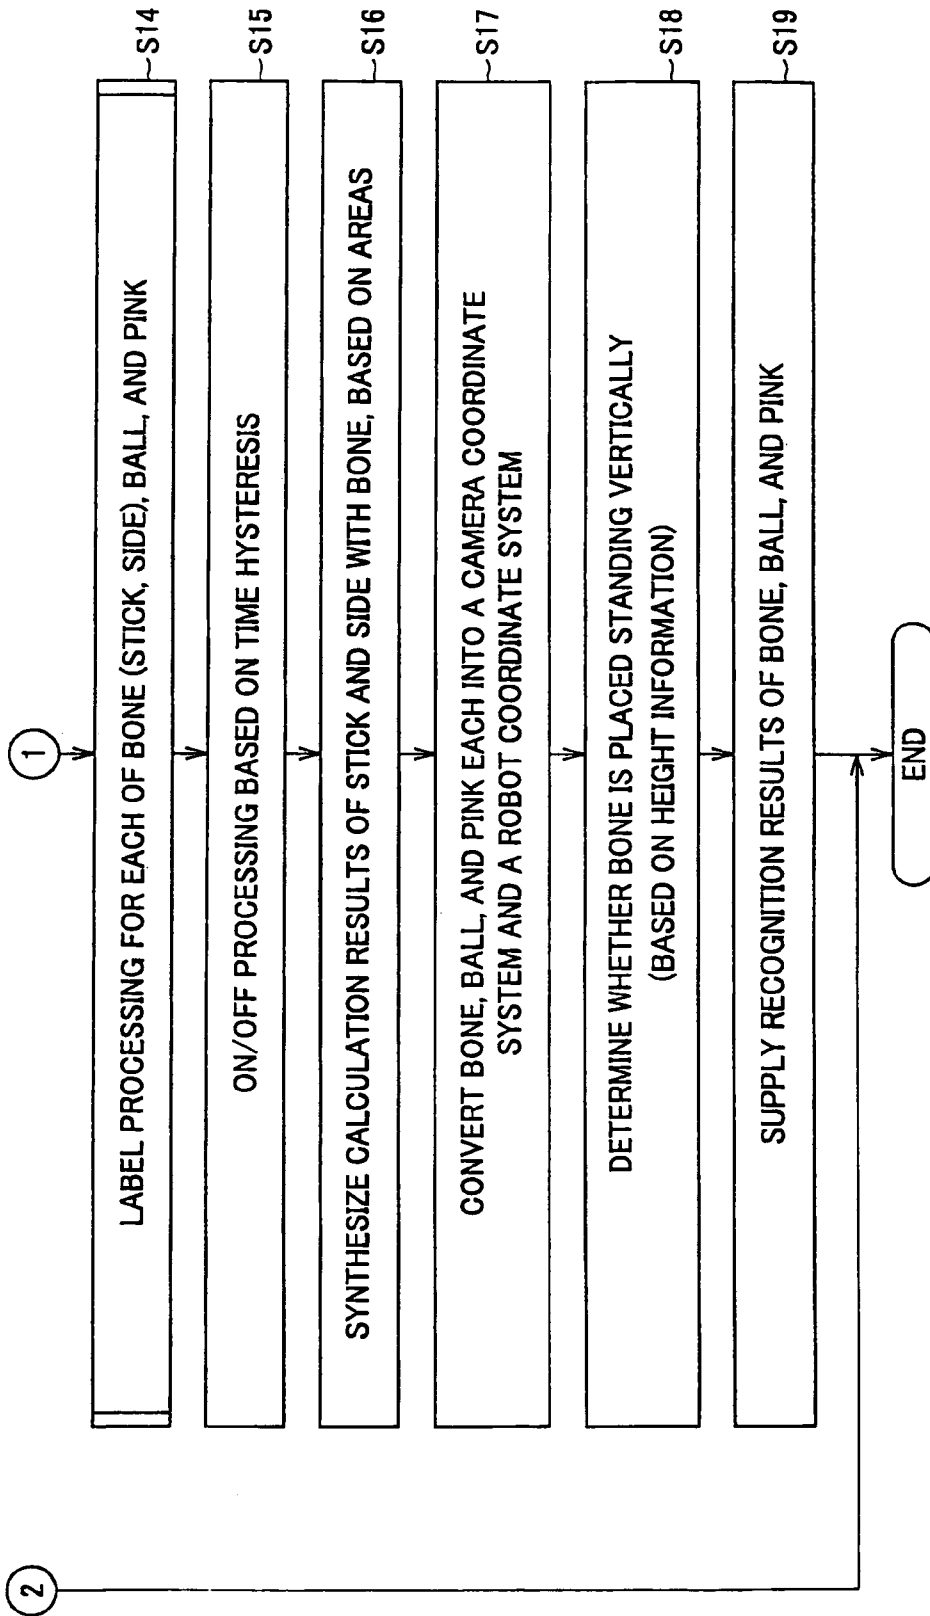 1
LABEL PROCESSING FOR EACH OF BONE (STICK, SIDE), BALL, AND PINK
S14
ON/OFF PROCESSING BASED ON TIME HYSTERESIS
S15
SYNTHESIZE CALCULATION RESULTS OF STICK AND SIDE WITH BONE, BASED ON AREAS
S16
CONVERT BONE, BALL, AND PINK EACH INTO A CAMERA COORDINATE
SYSTEM AND A ROBOT COORDINATE SYSTEM
S17
DETERMINE WHETHER BONE IS PLACED STANDING VERTICALLY
(BASED ON HEIGHT INFORMATION)
S18
SUPPLY RECOGNITION RESULTS OF BONE, BALL, AND PINK
S19
2
END